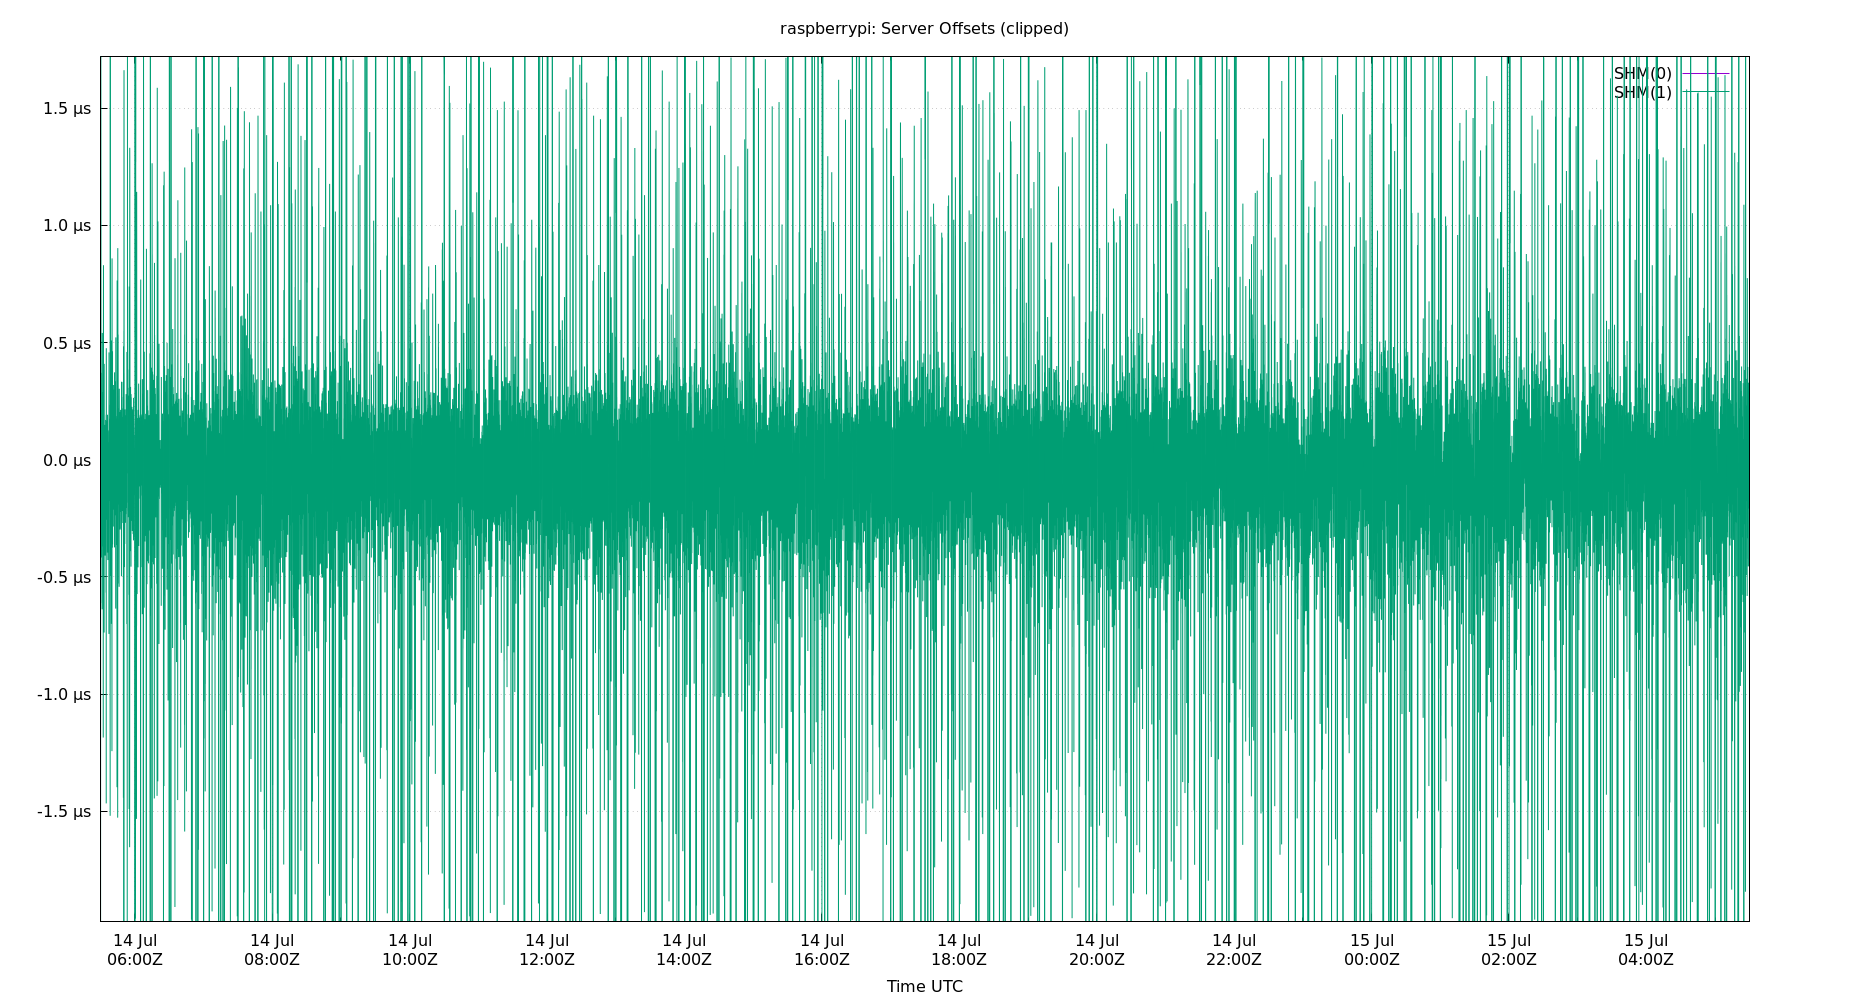 raspberrypi: Server Offsets (clipped)
SHM(0)
SHM(1)
1.5 µs
1.0 µs
0.5 µs
0.0 µs
-0.5 µs
-1.0 µs
-1.5 µs
14 Jul 14 Jul 14 Jul 14 Jul 14 Jul 14 Jul 14 Jul 14 Jul 14 Jul 15 Jul 15 Jul 15 Jul
06:00Z 08:00Z 10:00Z 12:00Z 14:00Z 16:00Z 18:00Z 20:00Z 22:00Z 00:00Z 02:00Z 04:00Z
Time UTC